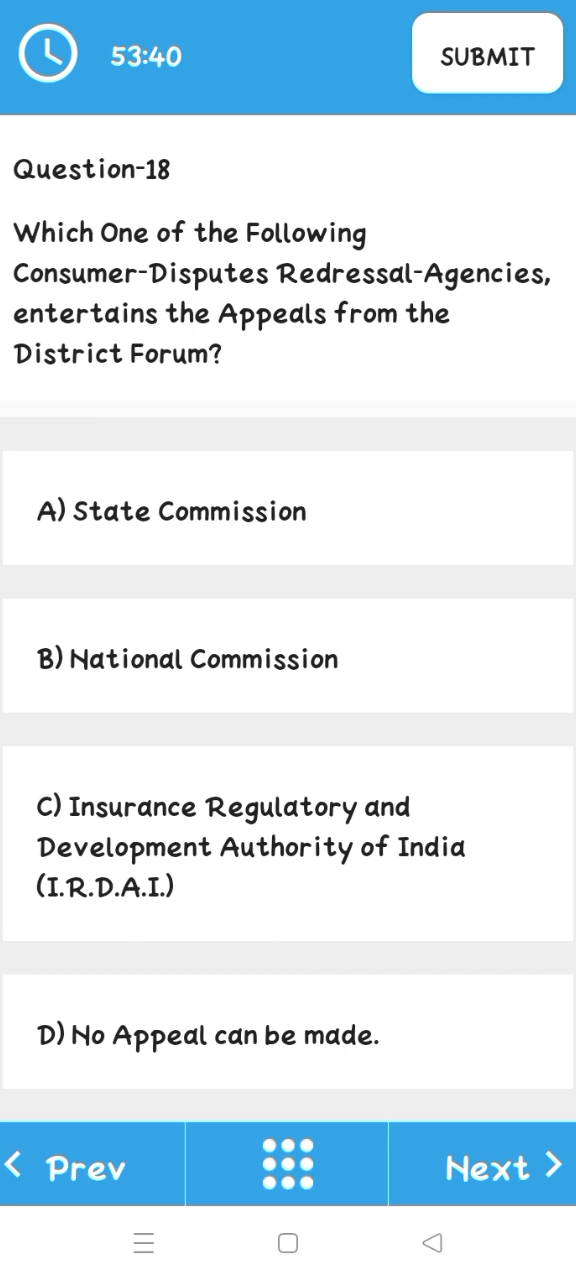 53:40
SUBMIT
Question-18
Which One of the Following
Consumer-Disputes Redressal-Agencies,
entertains the Appeals from the
District Forum?
A) State Commission
B) National Commission
C) Insurance Regulatory and
Development Authority of India
(I.R.D.A.I.)
D) No Appeal can be made.
Prev
Next